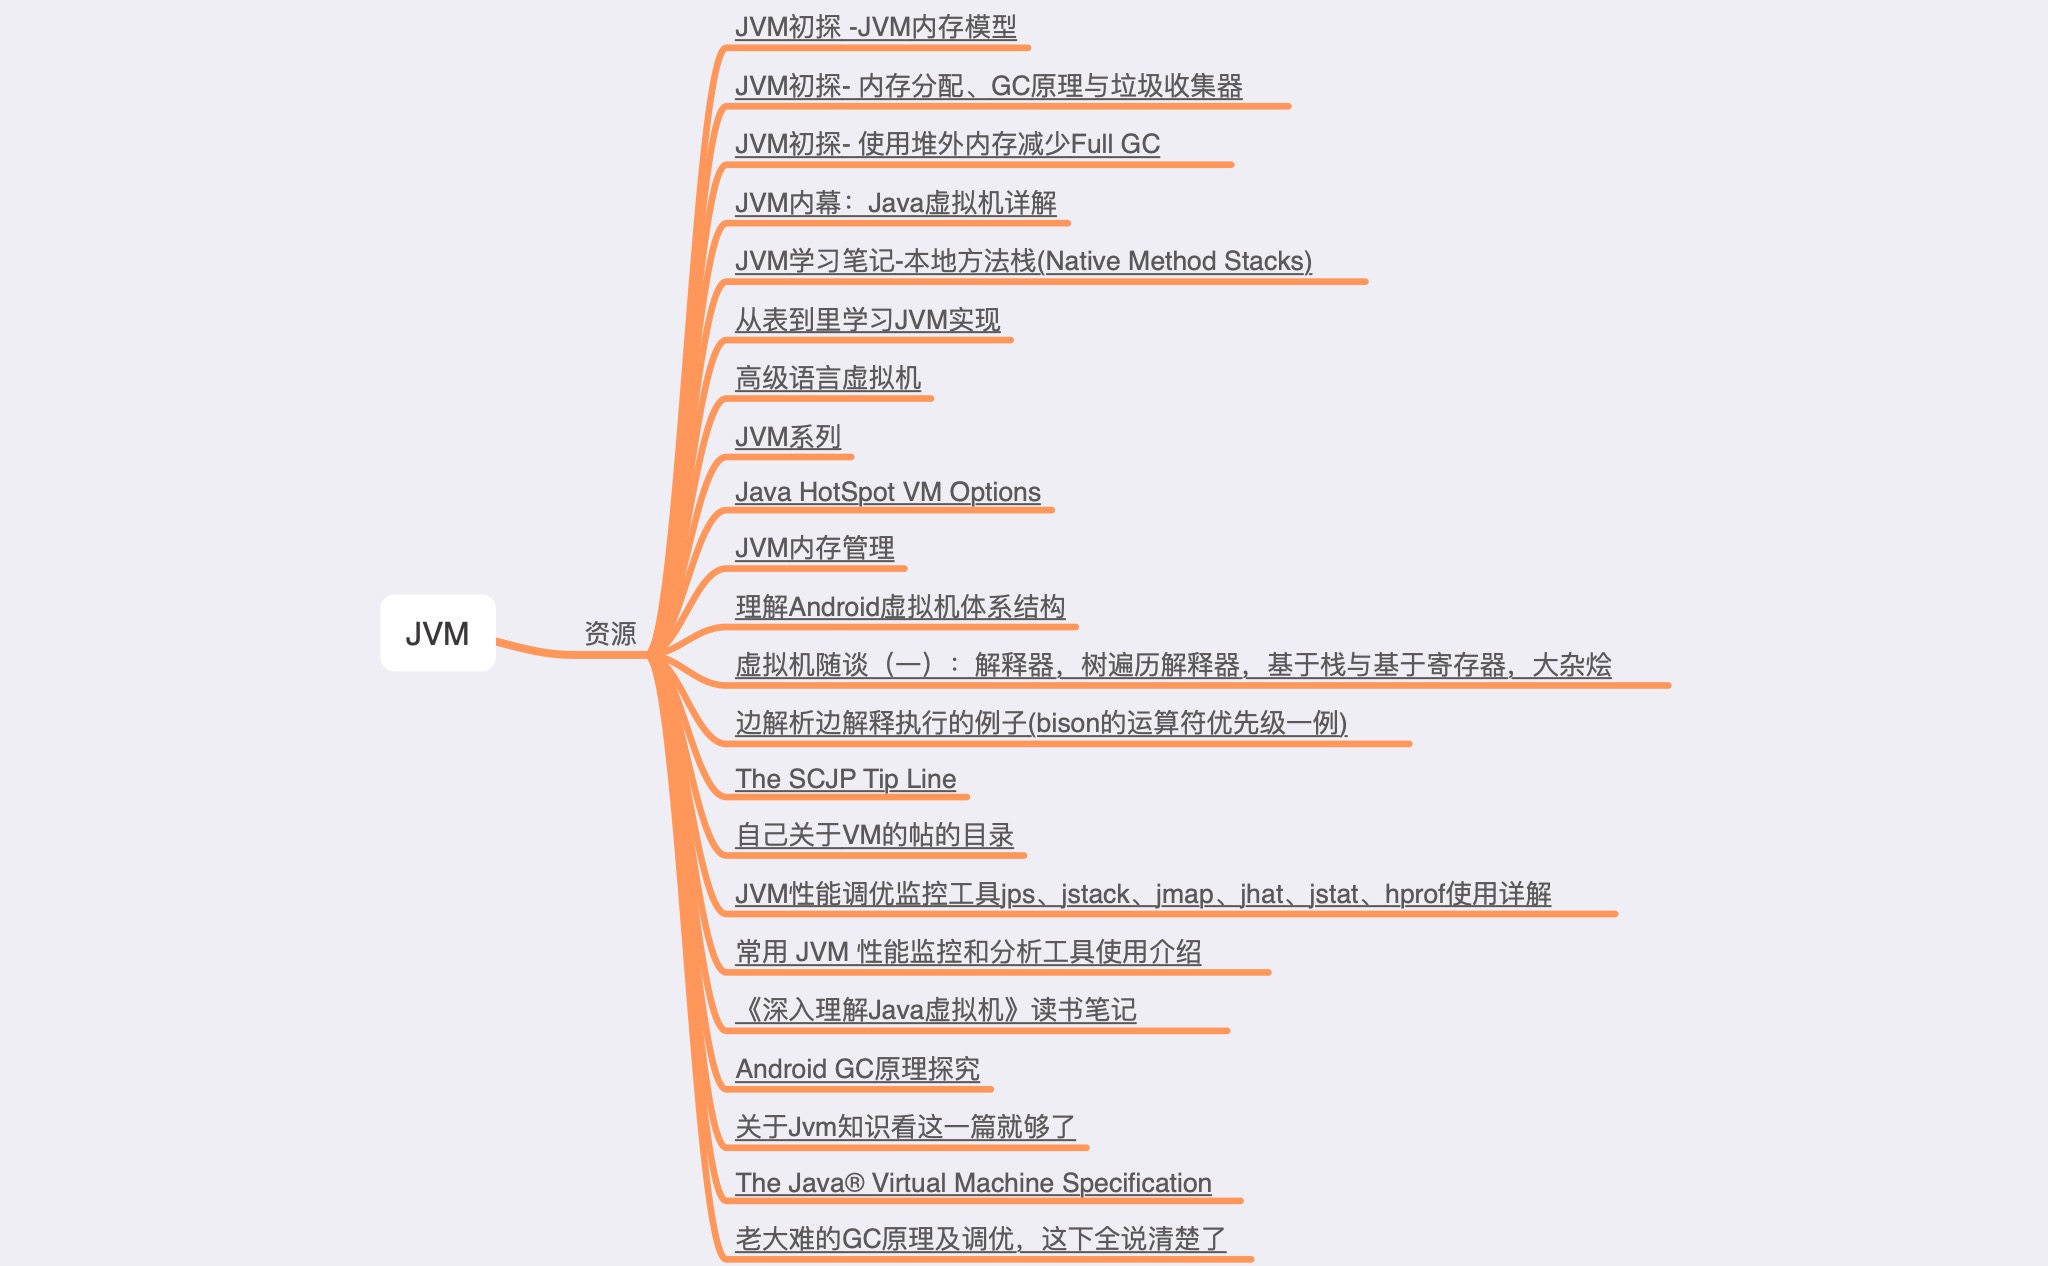 JVM
资源
JVM初探 -JVM内存模型
JVM初探- 内存分配、GC原理与垃圾收集器
JVM初探- 使用堆外内存减少Full GC
JVM内幕：Java虚拟机详解
JVM学习笔记-本地方法栈(Native Method Stacks)
从表到里学习JVM实现
高级语言虚拟机
JVM系列
Java HotSpot VM Options
JVM内存管理
理解Android虚拟机体系结构
虚拟机随谈（一）：解释器，树遍历解释器，基于栈与基于寄存器，大杂烩
边解析边解释执行的例子(bison的运算符优先级一例)
The SCJP Tip Line
自己关于VM的帖的目录
JVM性能调优监控工具jps、jstack、jmap、jhat、jstat、hprof使用详解
常用 JVM 性能监控和分析工具使用介绍
《深入理解Java虚拟机》读书笔记
Android GC原理探究
关于Jvm知识看这一篇就够了
The Java® Virtual Machine Specification
老大难的GC原理及调优，这下全说清楚了